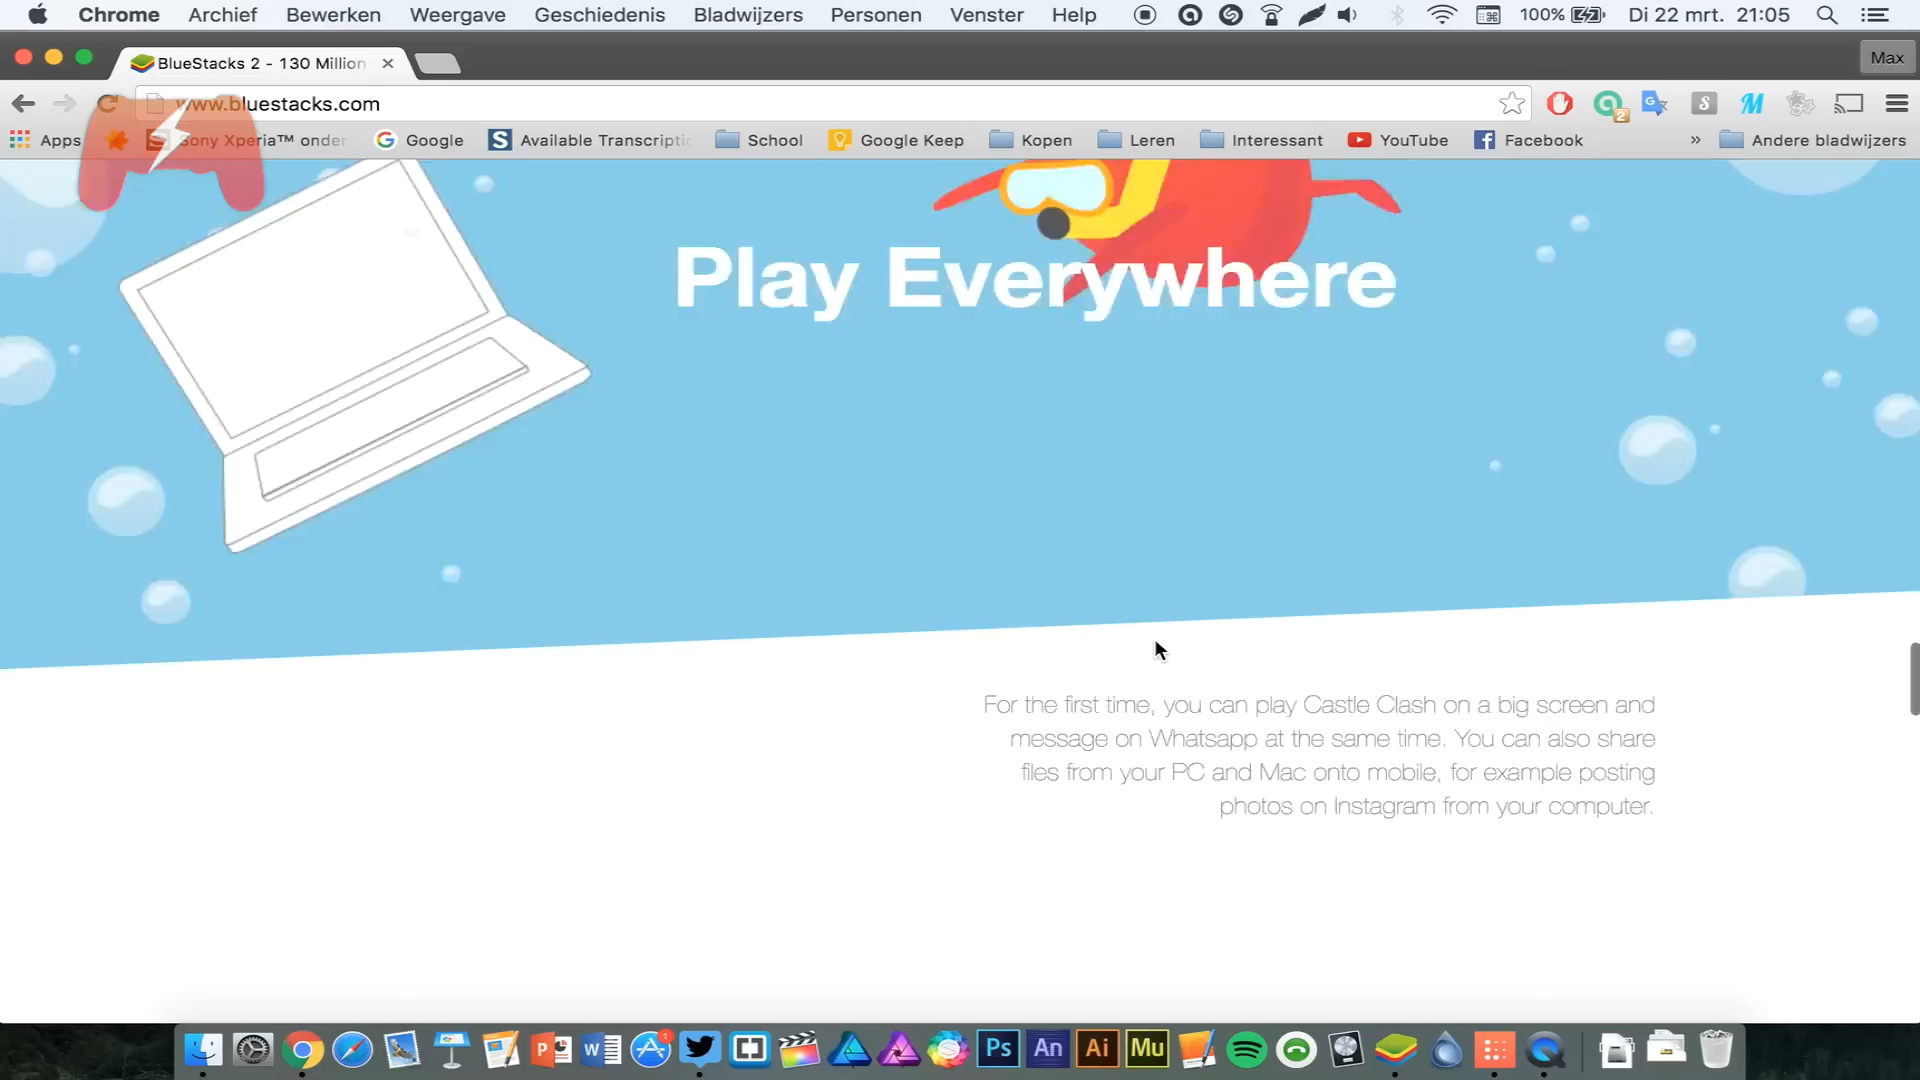 Chrome Archief Bewerken Weergave Geschiedenis Bladwijzers Personen Venster Help 100% Di 22 mrt. 21:05
BlueStacks 2 - 130 Million Max
www.bluestacks.com
Apps Sony Xperia™ onder Google Available Transcriptio School Google Keep Kopen Leren Interessant YouTube Facebook » Andere bladwijzers
Play Everywhere
For the first time, you can play Castle Clash on a big screen and
message on Whatsapp at the same time. You can also share
files from your PC and Mac onto mobile, for example posting
photos on Instagram from your computer.
Ps An Ai Mu